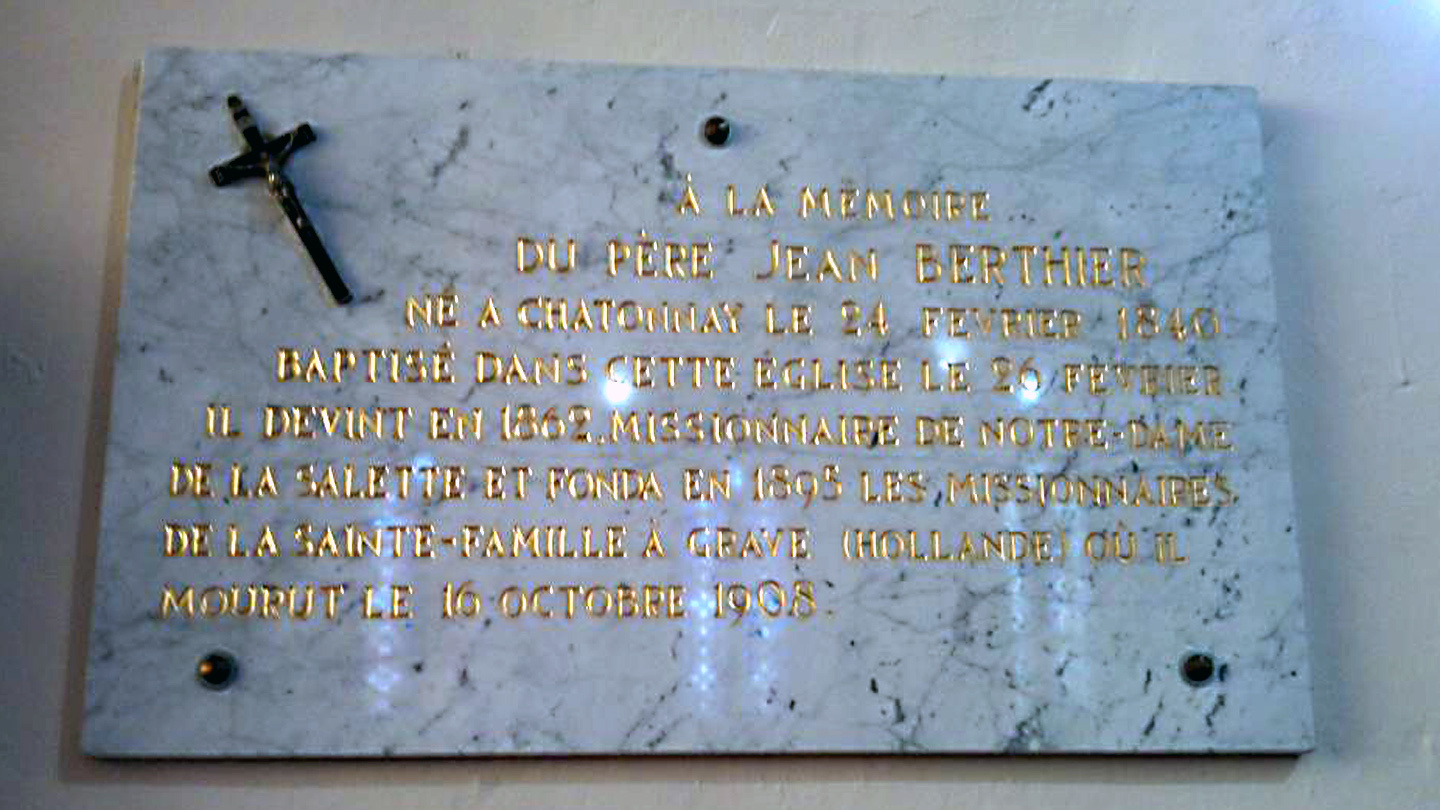 À LA MÉMOIRE
DU PÈRE JEAN BERTHIER
NÉ A CHATONNAY LE 24 FEVRIER 1840
BAPTISÉ DANS CETTE ÉGLISE LE 26 FÉVRIER
IL DEVINT EN 1862 MISSIONNAIRE DE NOTRE-DAME
DE LA SALETTE ET FONDA EN 1895 LES MISSIONNAIRES
DE LA SAINTE-FAMILLE À GRAVE (HOLLANDE) OÙ IL
MOURUT LE 16 OCTOBRE 1908.